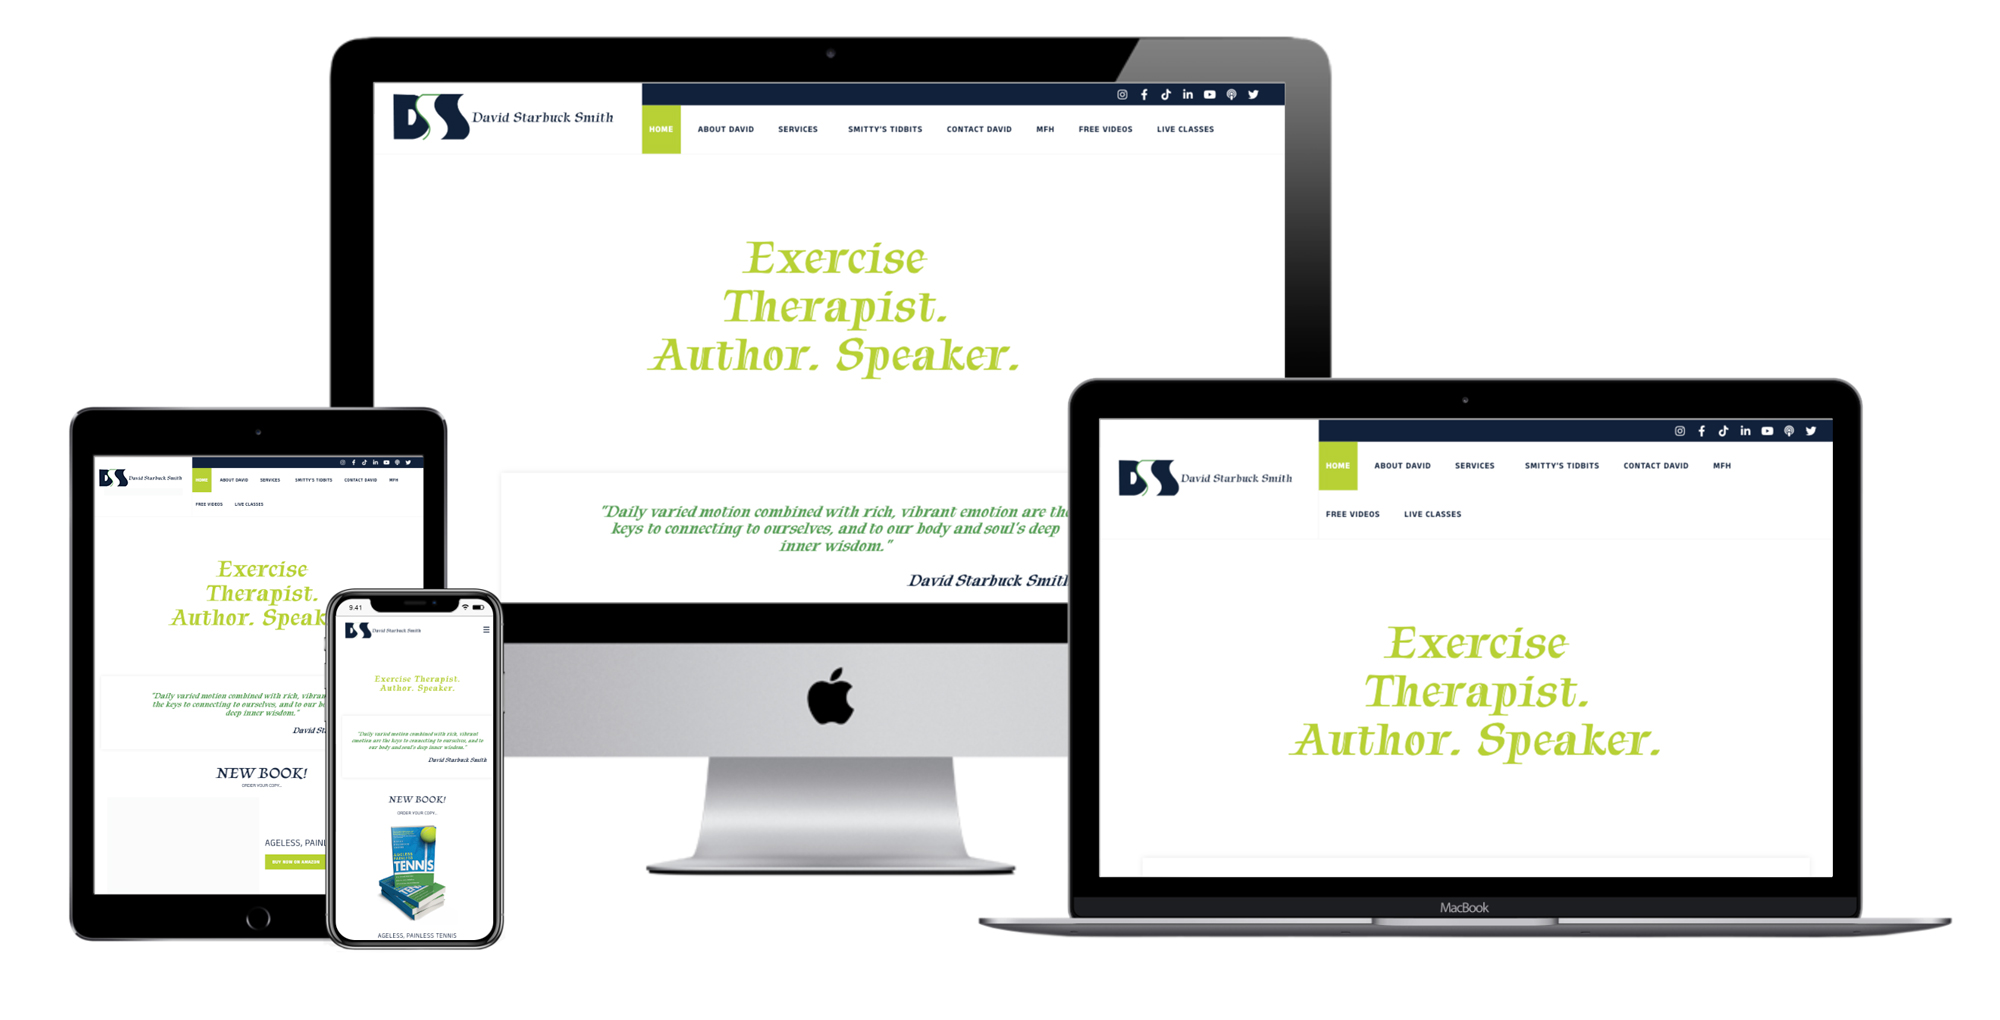 DSS David Starbuck Smith
HOME ABOUT DAVID SERVICES SMITTY'S TIDBITS CONTACT DAVID MFH FREE VIDEOS LIVE CLASSES
Exercise
Therapist.
Author. Speaker.
"Daily varied motion combined with rich, vibrant emotion are the
keys to connecting to ourselves, and to our body and soul's deep
inner wisdom."
David Starbuck Smith
DSS David Starbuck Smith
HOME ABOUT DAVID SERVICES SMITTY'S TIDBITS CONTACT DAVID MFH
FREE VIDEOS LIVE CLASSES
Exercise
Therapist.
Author. Speak
"Daily varied motion combined with rich, vibran
the keys to connecting to ourselves, and to our b
deep inner wisdom."
David St
NEW BOOK!
ORDER YOUR COPY..
AGELESS, PAINL
BUY NOW ON AMAZON
9:41
DSS David Starbuck Smith
Exercise Therapist.
Author. Speaker.
"Daily varied motion combined with rich, vibrant
emotion are the keys to connecting to ourselves, and to
our body and soul's deep inner wisdom."
David Starbuck Smith
NEW BOOK!
ORDER YOUR COPY..
AGELESS
PAINLESS
TENNIS
AGELESS, PAINLESS TENNIS
DSS David Starbuck Smith
HOME ABOUT DAVID SERVICES SMITTY'S TIDBITS CONTACT DAVID MFH
FREE VIDEOS LIVE CLASSES
Exercise
Therapist.
Author. Speaker.
MacBook